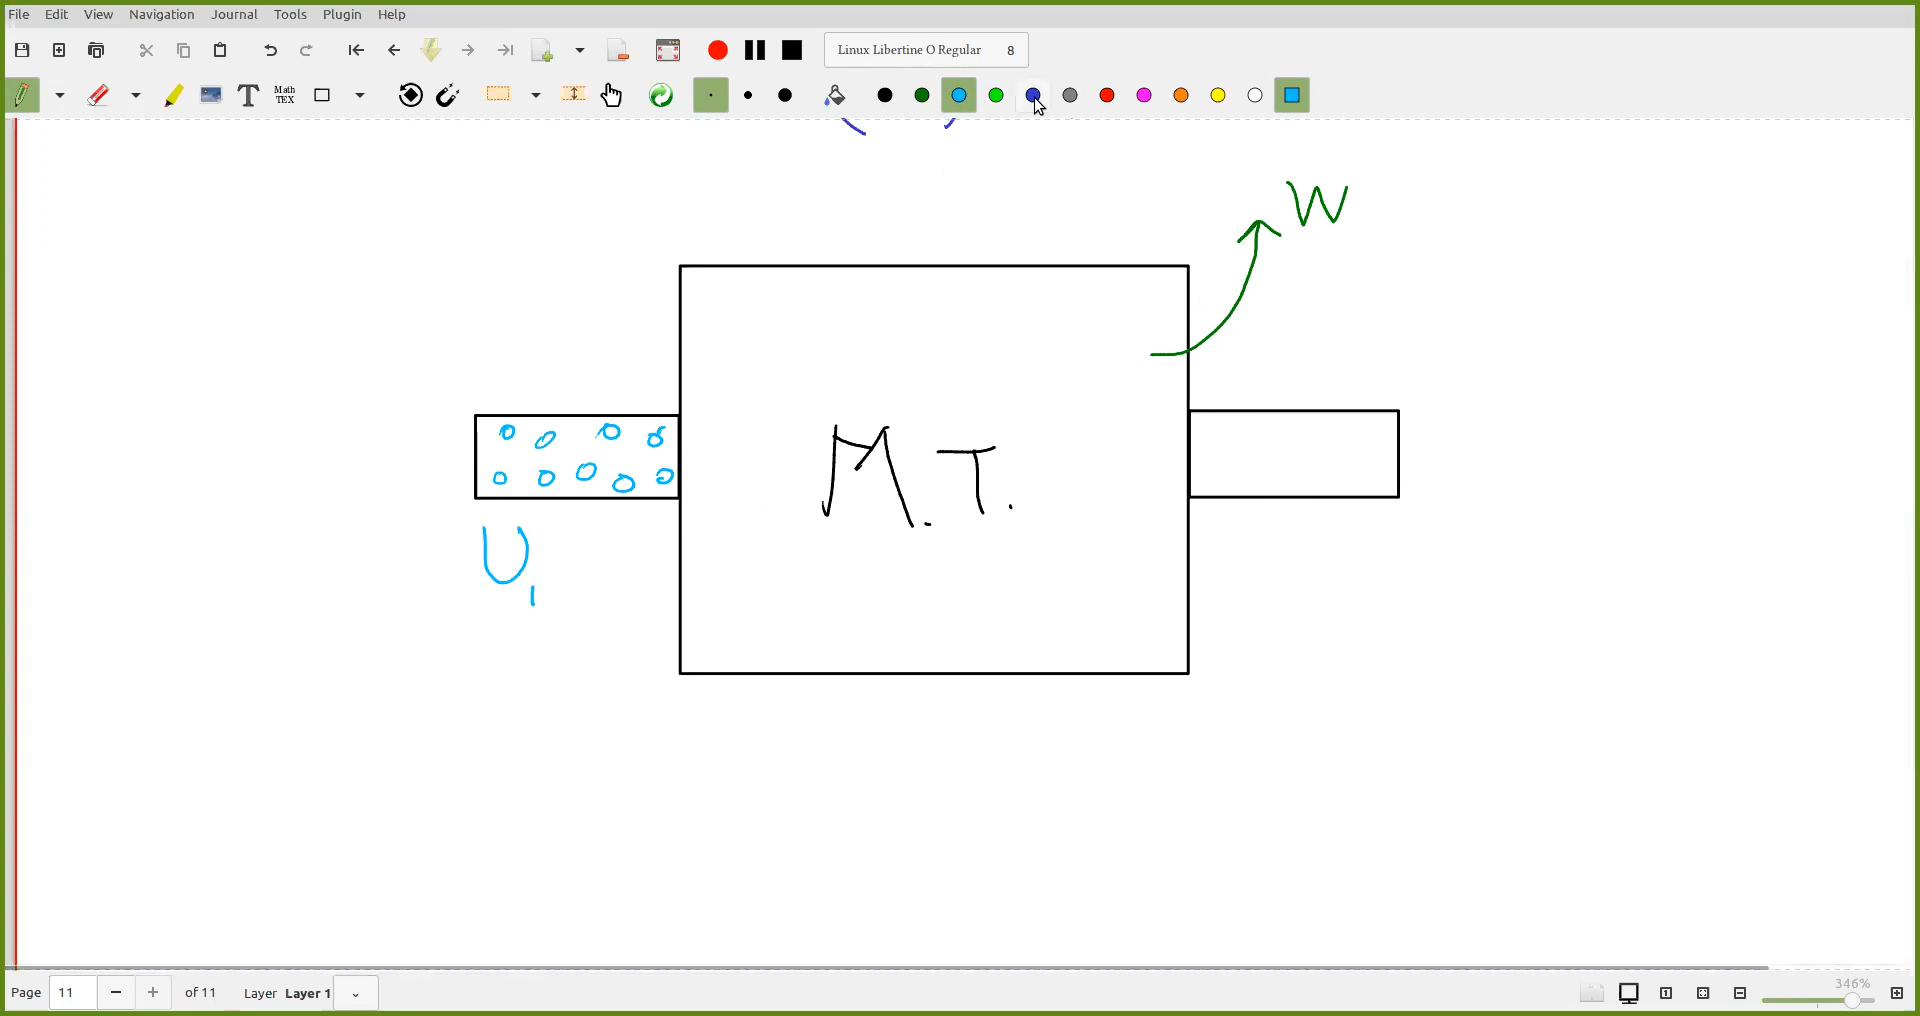 File Edit View Navigation Journal Tools Plugin Help
Linux Libertine O Regular 8
Math
TEX
W
M.T.
U1
Page 11 of 11 Layer Layer 1
346%